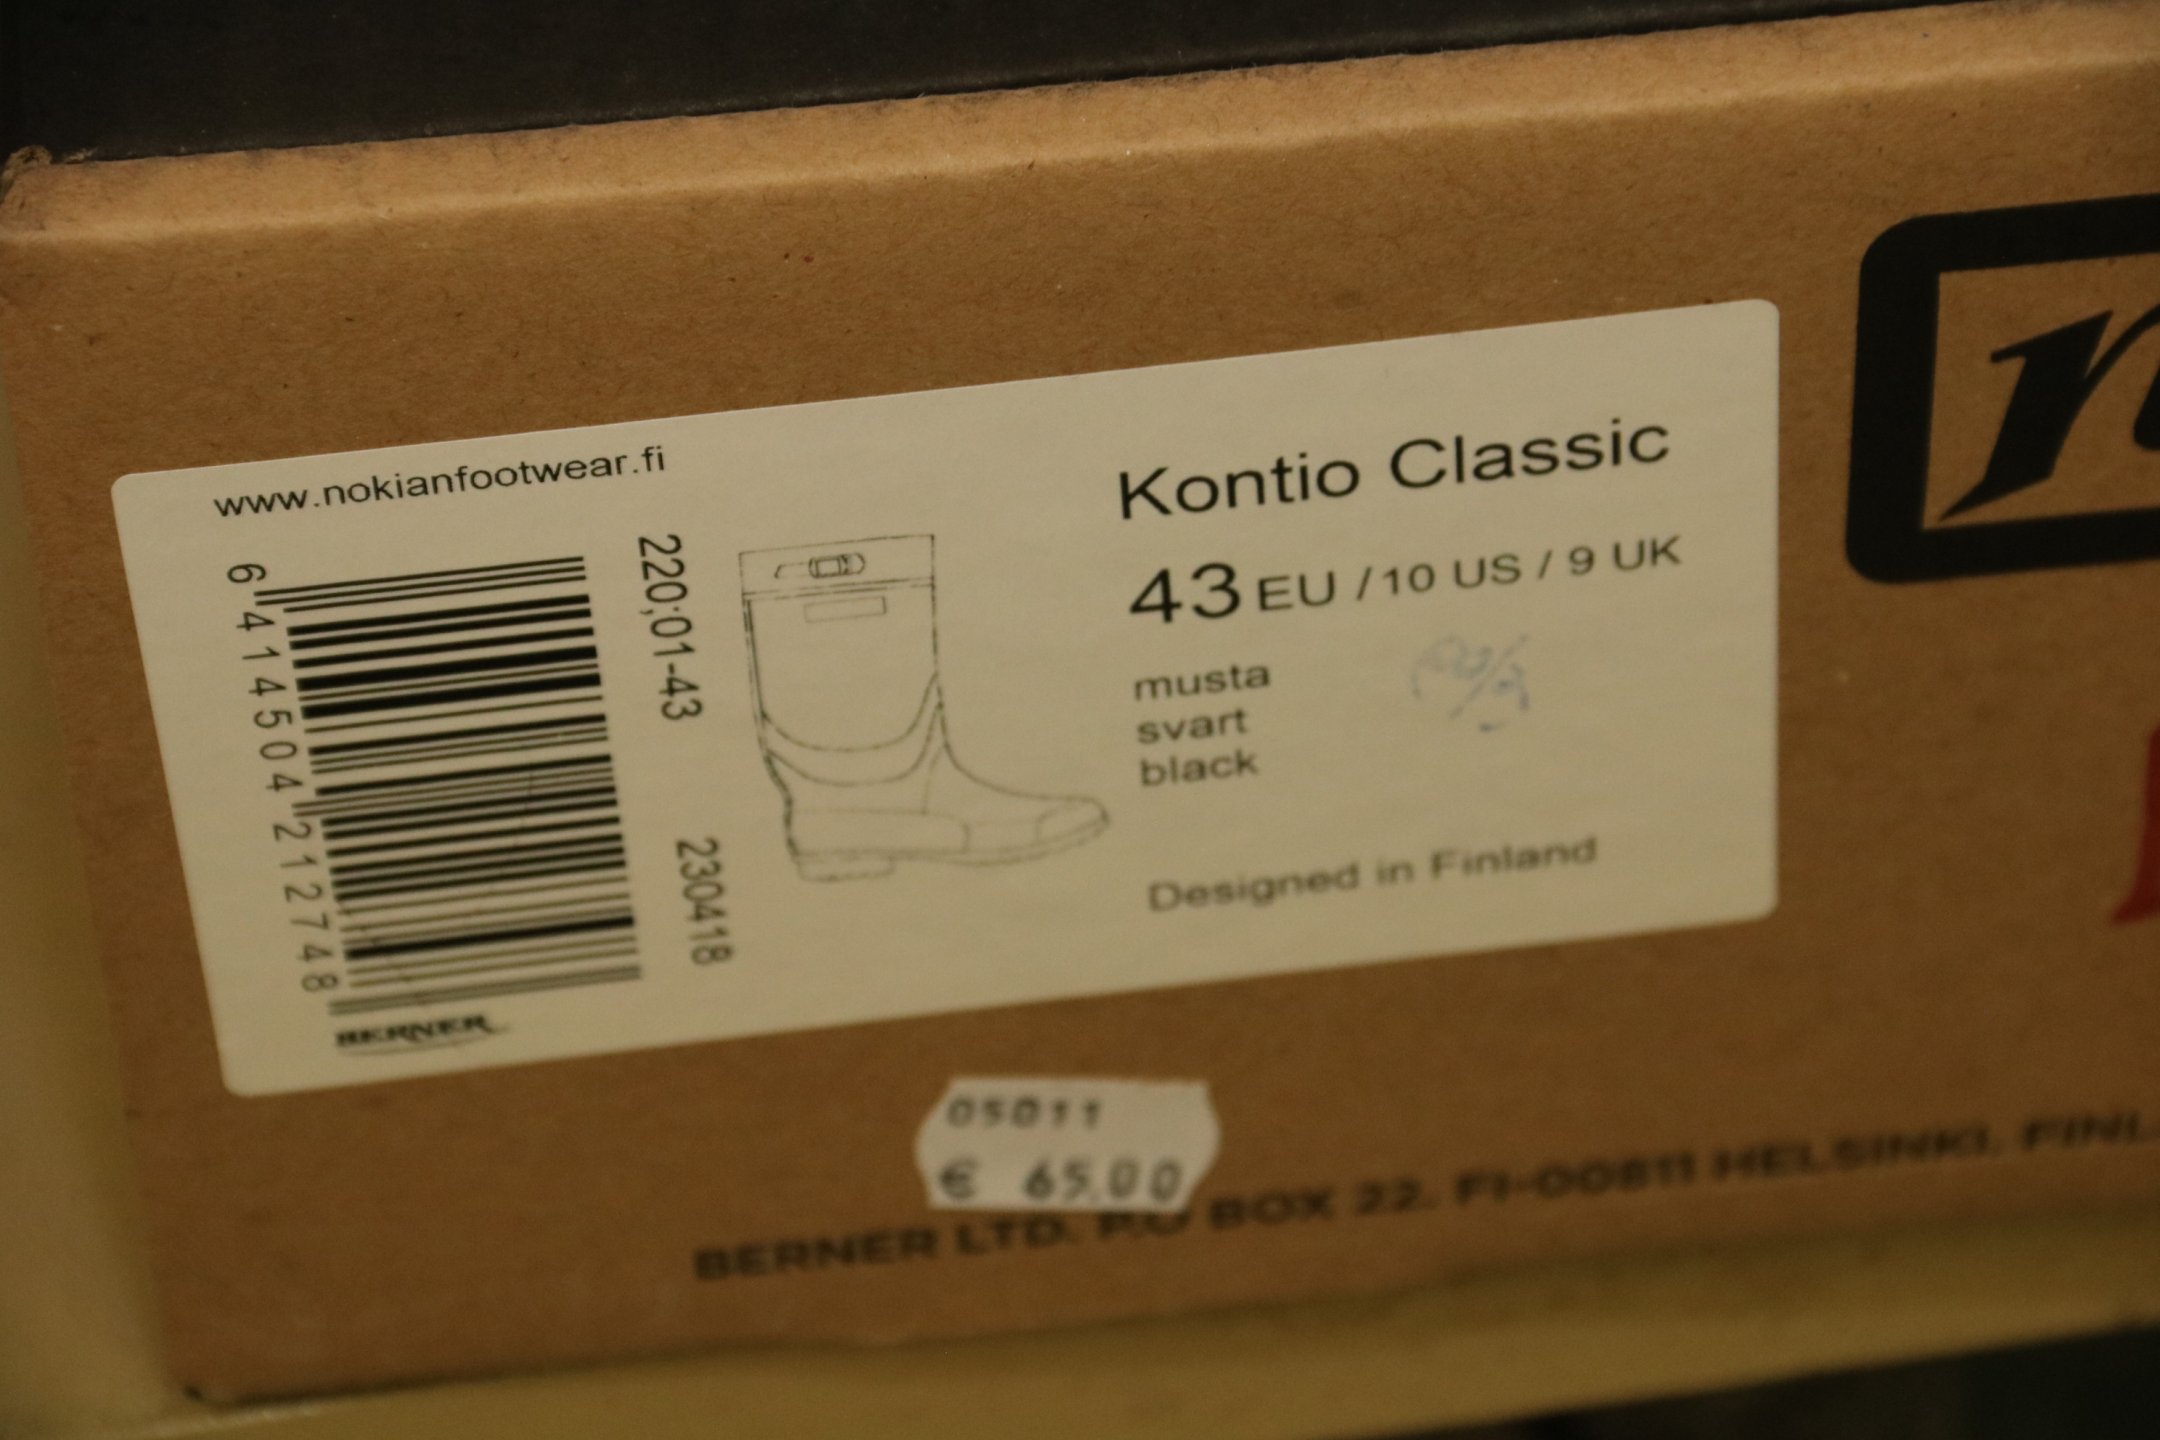 www.nokianfootwear.fi
6 414504 212748
220;01-43
230418
BERNER
Kontio Classic
43 EU / 10 US / 9 UK
musta
svart
black
Designed in Finland
05011
€ 65,00
BERNER LTD. P.O BOX 22. FI-00811 HELSINKI. FINL